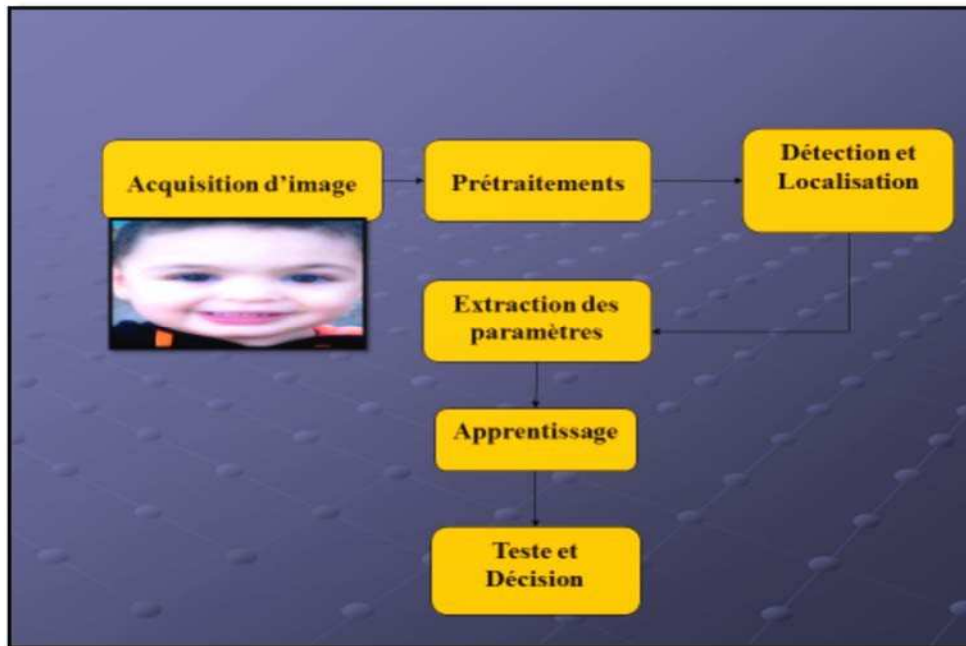 Acquisition d’image
Prétraitements
Détection et
Localisation
Extraction des
paramètres
Apprentissage
Teste et
Décision